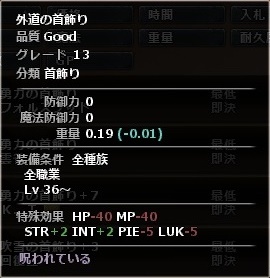 外道の首飾り
品質 Good
グレード 13
分類 首飾り
防御力 0
魔法防御力 0
重量 0.19 (-0.01)
装備条件 全種族
全職業
Lv 36～
特殊効果 HP-40 MP-40
STR+2 INT+2 PIE-5 LUK-5
呪われている